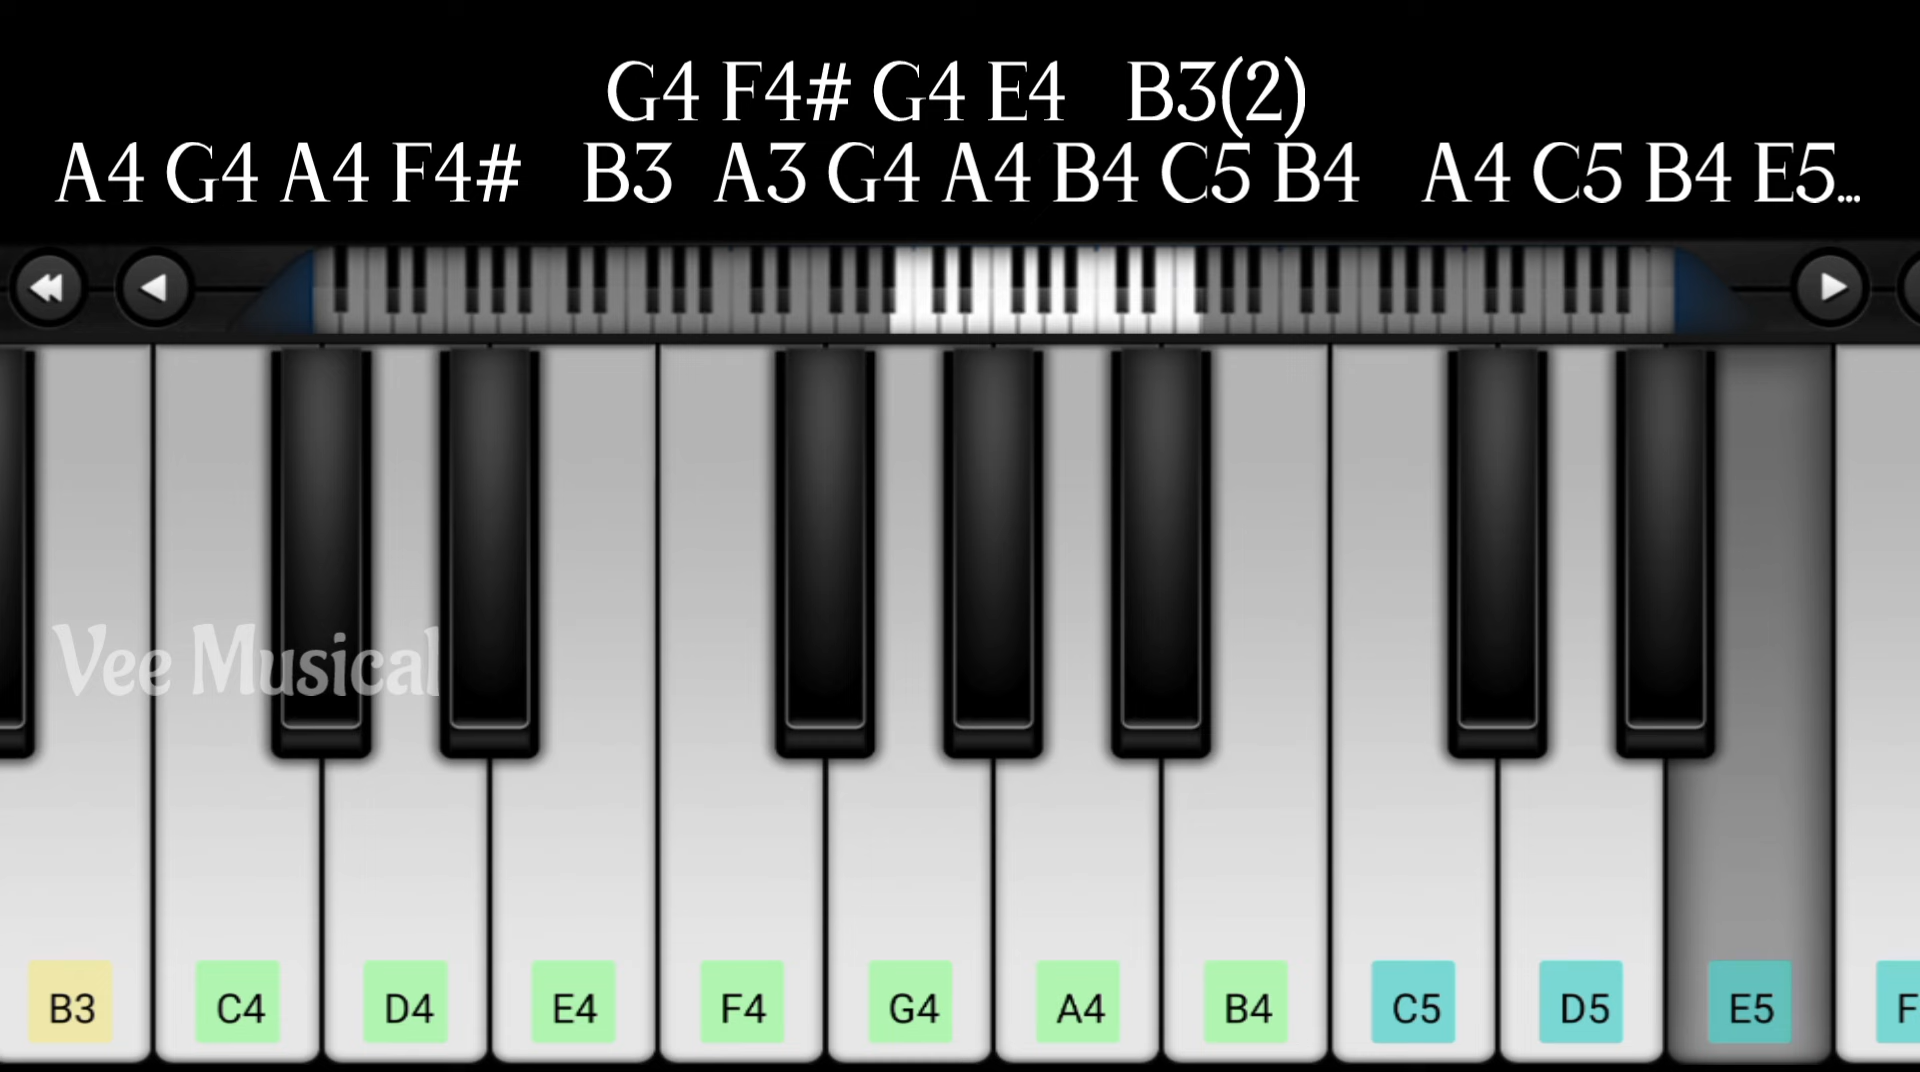 G4 F4# G4 E4 B3(2)
A4 G4 A4 F4# B3 A3 G4 A4 B4 C5 B4 A4 C5 B4 E5...
Vee Musical
B3 C4 D4 E4 F4 G4 A4 B4 C5 D5 E5 F